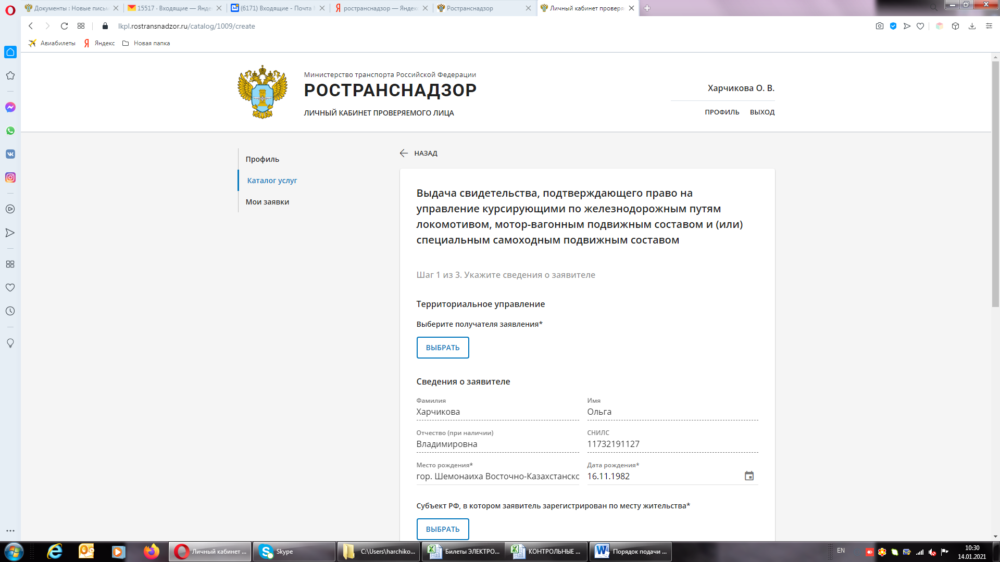 Документы : Новые письм
15517 · Входящие — Янде
(6171) Входящие - Почта
Я ространснадзор — Яндекс
Ространснадзор
Личный кабинет проверя
lkpl.rostransnadzor.ru/catalog/1009/create
Авиабилеты
Я Яндекс
Новая папка
Министерство транспорта Российской Федерации
РОСТРАНСНАДЗОР
ЛИЧНЫЙ КАБИНЕТ ПРОВЕРЯЕМОГО ЛИЦА
Харчикова О. В.
ПРОФИЛЬ ВЫХОД
Профиль
Каталог услуг
Мои заявки
НАЗАД
Выдача свидетельства, подтверждающего право на
управление курсирующими по железнодорожным путям
локомотивом, мотор-вагонным подвижным составом и (или)
специальным самоходным подвижным составом
Шаг 1 из 3. Укажите сведения о заявителе
Территориальное управление
Выберите получателя заявления*
ВЫБРАТЬ
Сведения о заявителе
Фамилия
Харчикова
Имя
Ольга
Отчество (при наличии)
Владимировна
СНИЛС
11732191127
Место рождения*
гор. Шемонаиха Восточно-Казахстанско
Дата рождения*
16.11.1982
Субъект РФ, в котором заявитель зарегистрирован по месту жительства*
ВЫБРАТЬ
Личный кабинет ...
Skype
C:\Users\harchiko...
Билеты ЭЛЕКТРО...
КОНТРОЛЬНЫЕ ...
Порядок подачи ...
EN
10:30
14.01.2021